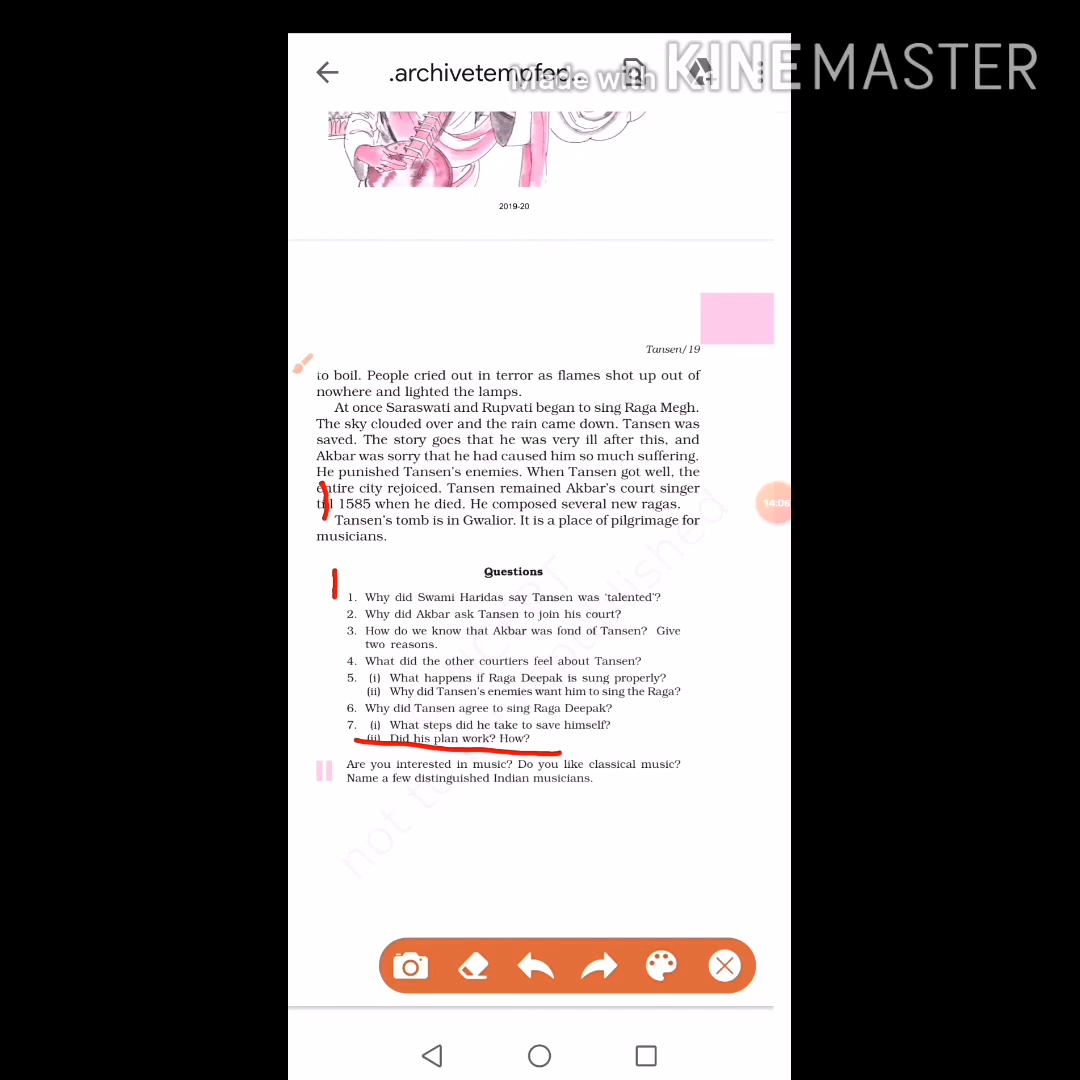 .archivetempfep...
Made with KINEMASTER
2019-20
Tansen/19
to boil. People cried out in terror as flames shot up out of
nowhere and lighted the lamps.
At once Saraswati and Rupvati began to sing Raga Megh.
The sky clouded over and the rain came down. Tansen was
saved. The story goes that he was very ill after this, and
Akbar was sorry that he had caused him so much suffering.
He punished Tansen's enemies. When Tansen got well, the
entire city rejoiced. Tansen remained Akbar's court singer
till 1585 when he died. He composed several new ragas.
Tansen's tomb is in Gwalior. It is a place of pilgrimage for
musicians.
14:08
Questions
1. Why did Swami Haridas say Tansen was 'talented'?
2. Why did Akbar ask Tansen to join his court?
3. How do we know that Akbar was fond of Tansen? Give
two reasons.
4. What did the other courtiers feel about Tansen?
5. (i) What happens if Raga Deepak is sung properly?
(ii) Why did Tansen's enemies want him to sing the Raga?
6. Why did Tansen agree to sing Raga Deepak?
7. (i) What steps did he take to save himself?
(ii) Did his plan work? How?
Are you interested in music? Do you like classical music?
Name a few distinguished Indian musicians.